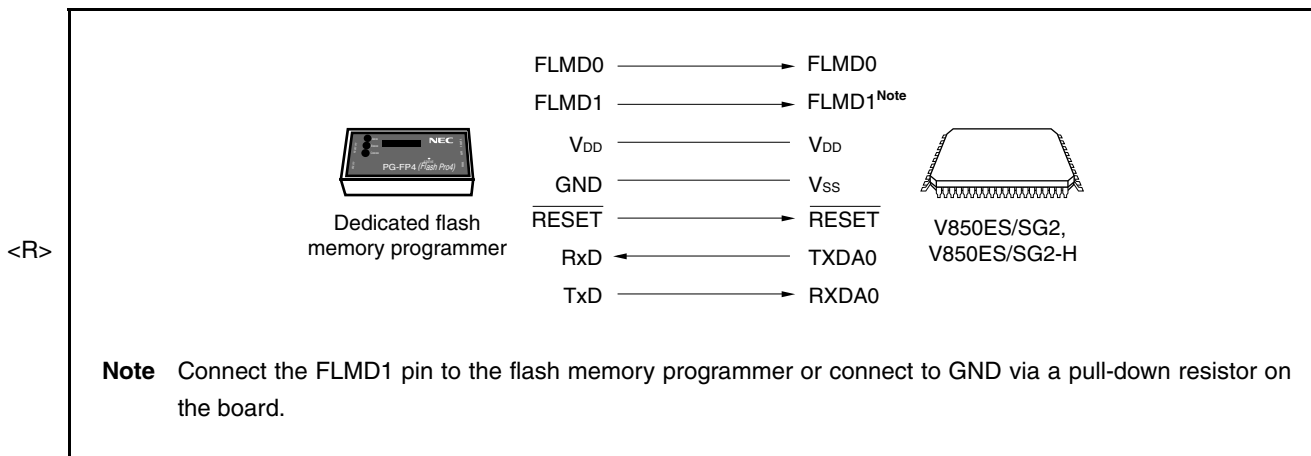 FLMD0 FLMD0
FLMD1 FLMD1Note
VDD VDD
GND VSS
RESET RESET
RxD TXDA0
TxD RXDA0
NEC
PG-FP4 (Flash Pro4)
Dedicated flash
memory programmer
V850ES/SG2,
V850ES/SG2-H
<R>
Note Connect the FLMD1 pin to the flash memory programmer or connect to GND via a pull-down resistor on
the board.